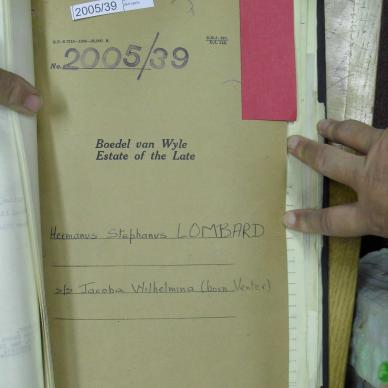 2005/39
No. 2005/39
Boedel van Wyle
Estate of the Late
Hermanus Stephanus LOMBARD
Jacoba Wilhelmina (born Venter)